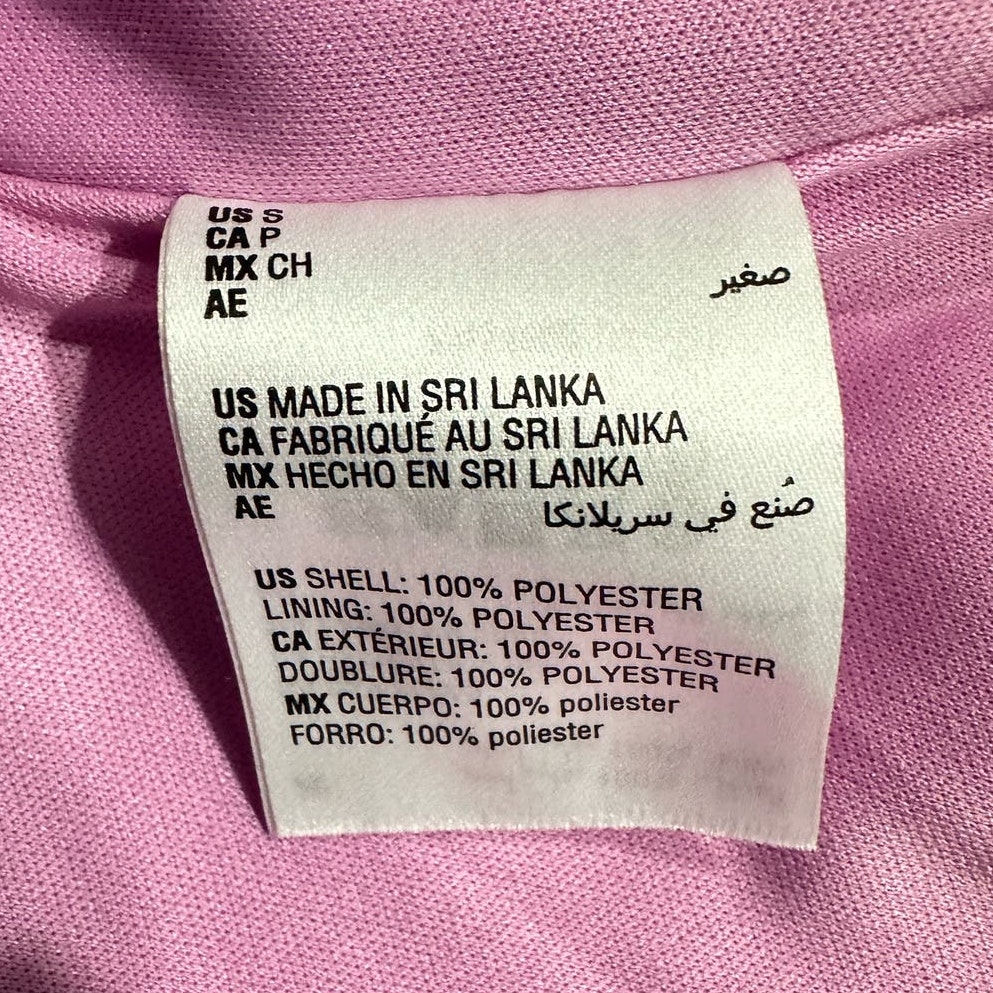 US S
CA P
MX CH
AE صغير
US MADE IN SRI LANKA
CA FABRIQUÉ AU SRI LANKA
MX HECHO EN SRI LANKA
AE صُنع في سريلانكا
US SHELL: 100% POLYESTER
LINING: 100% POLYESTER
CA EXTÉRIEUR: 100% POLYESTER
DOUBLURE: 100% POLYESTER
MX CUERPO: 100% poliester
FORRO: 100% poliester